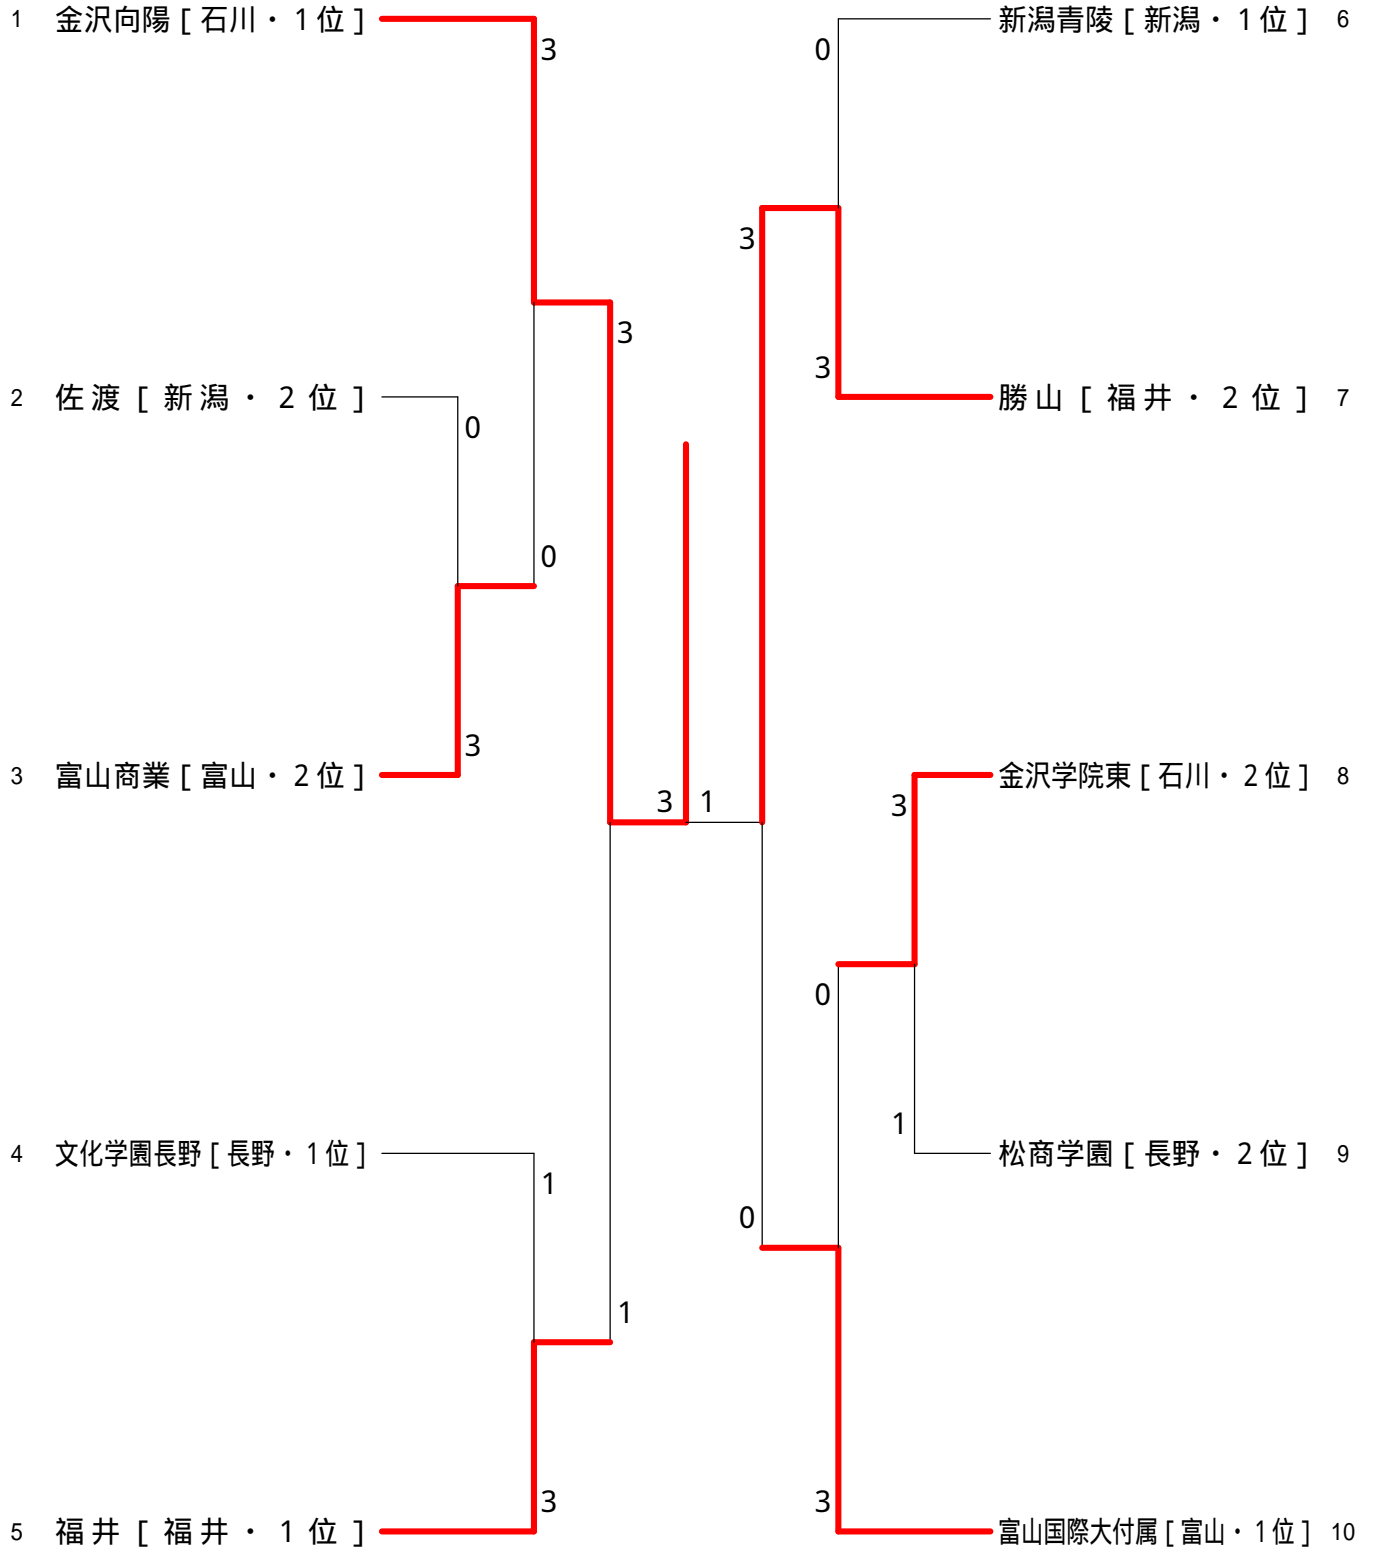 1 金沢向陽 [ 石川・ 1位 ]
3
0
新潟青陵 [ 新潟・ 1位 ] 6
3
3
2 佐渡 [ 新潟・ 2位 ]
0
3
勝山 [ 福井・ 2位 ] 7
0
3
3 富山商業 [ 富山・ 2位 ]
3 1
金沢学院東 [ 石川・ 2位 ] 8
3
0
1
4 文化学園長野 [ 長野・ 1位 ]
1
松商学園 [ 長野・ 2位 ] 9
0
1
3
5 福井 [ 福井・ 1位 ]
3
富山国際大付属 [ 富山・ 1位 ] 10